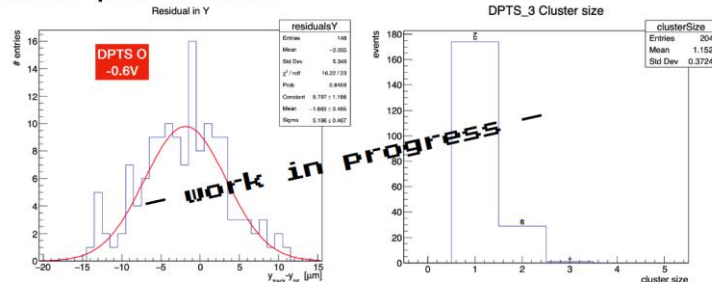 Residual in Y
# entries
16
14
12
10
8
6
4
2
0
−20
−15
−10
−5
0
5
10
15
[μm]
DPTS O
-0.6V
residualsY
Entries 148
Mean −2.005
Std Dev 5.349
χ² / ndf 16.22 / 23
Prob 0.8459
Constant 9.797 ± 1.188
Mean −1.893 ± 0.485
Sigma 5.196 ± 0.467
— work in progress —
DPTS_3 Cluster size
events
180
160
140
120
100
80
60
40
20
0
0
1
2
3
4
5
cluster size
clusterSize
Entries 204
Mean 1.152
Std Dev 0.3724